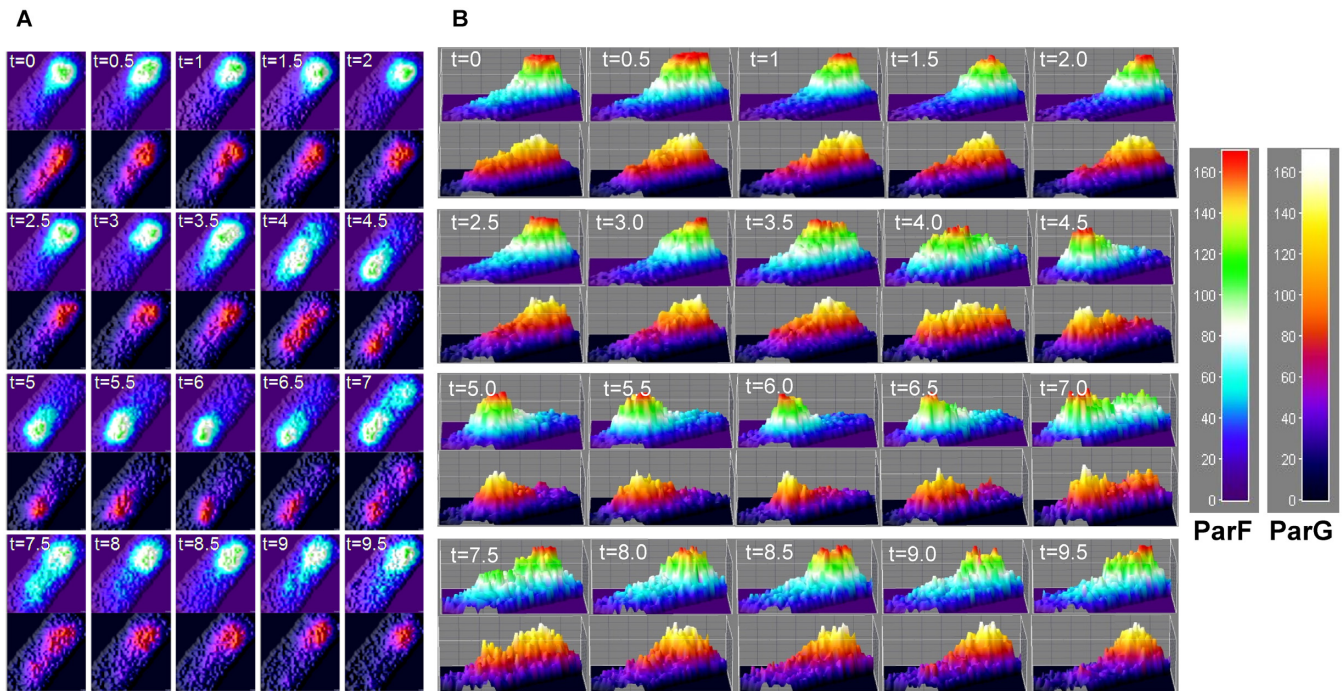 A
B
t=0 t=0.5 t=1 t=1.5 t=2
t=2.5 t=3 t=3.5 t=4 t=4.5
t=5 t=5.5 t=6 t=6.5 t=7
t=7.5 t=8 t=8.5 t=9 t=9.5
t=0 t=0.5 t=1 t=1.5 t=2.0
t=2.5 t=3.0 t=3.5 t=4.0 t=4.5
t=5.0 t=5.5 t=6.0 t=6.5 t=7.0
t=7.5 t=8.0 t=8.5 t=9.0 t=9.5
160 160
140 140
120 120
100 100
80 80
60 60
40 40
20 20
0 0
ParF ParG